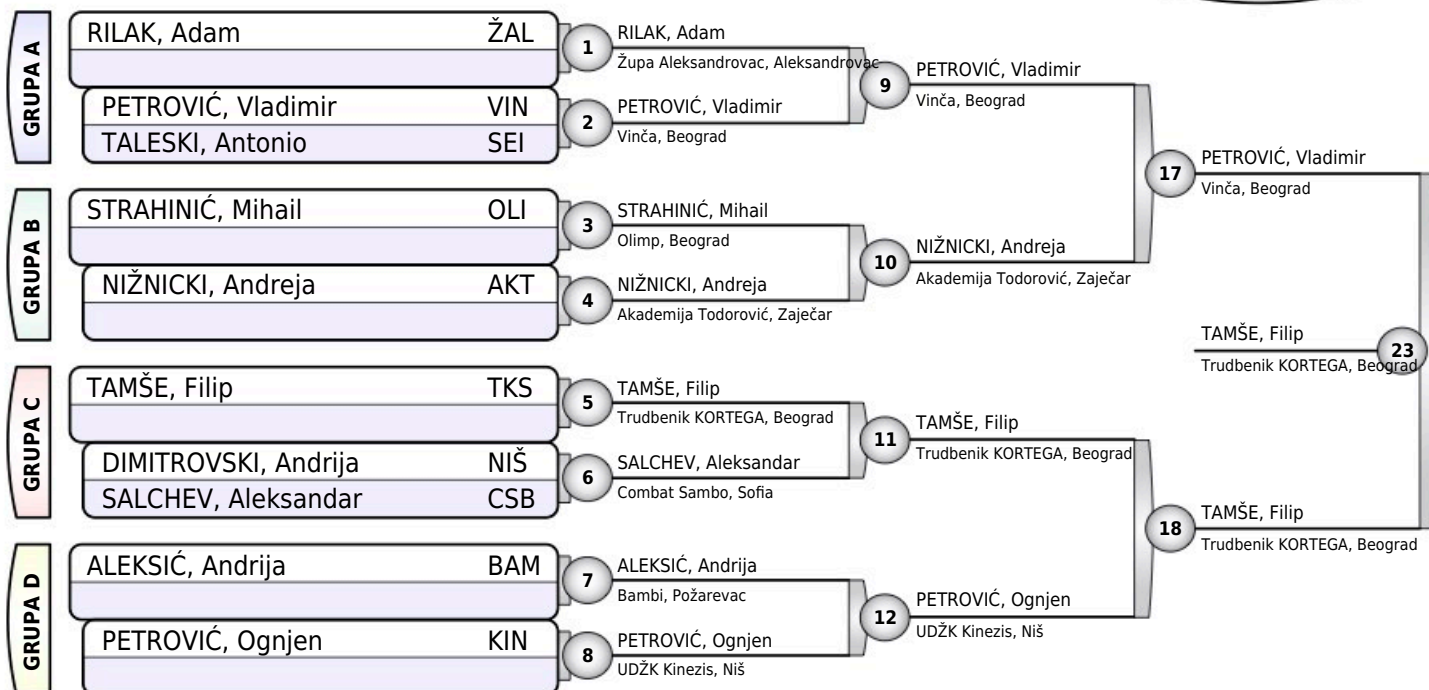 GRUPA A
RILAK, Adam ŽAL
PETROVIĆ, Vladimir VIN
TALESKI, Antonio SEI
GRUPA B
STRAHINIĆ, Mihail OLI
NIŽNICKI, Andreja AKT
GRUPA C
TAMŠE, Filip TKS
DIMITROVSKI, Andrija NIŠ
SALCHEV, Aleksandar CSB
GRUPA D
ALEKSIĆ, Andrija BAM
PETROVIĆ, Ognjen KIN
1
RILAK, Adam
Župa Aleksandrovac, Aleksandrovac
2
PETROVIĆ, Vladimir
Vinča, Beograd
3
STRAHINIĆ, Mihail
Olimp, Beograd
4
NIŽNICKI, Andreja
Akademija Todorović, Zaječar
5
TAMŠE, Filip
Trudbenik KORTEGA, Beograd
6
SALCHEV, Aleksandar
Combat Sambo, Sofia
7
ALEKSIĆ, Andrija
Bambi, Požarevac
8
PETROVIĆ, Ognjen
UDŽK Kinezis, Niš
9
PETROVIĆ, Vladimir
Vinča, Beograd
10
NIŽNICKI, Andreja
Akademija Todorović, Zaječar
11
TAMŠE, Filip
Trudbenik KORTEGA, Beograd
12
PETROVIĆ, Ognjen
UDŽK Kinezis, Niš
17
PETROVIĆ, Vladimir
Vinča, Beograd
18
TAMŠE, Filip
Trudbenik KORTEGA, Beograd
TAMŠE, Filip
23
Trudbenik KORTEGA, Beograd